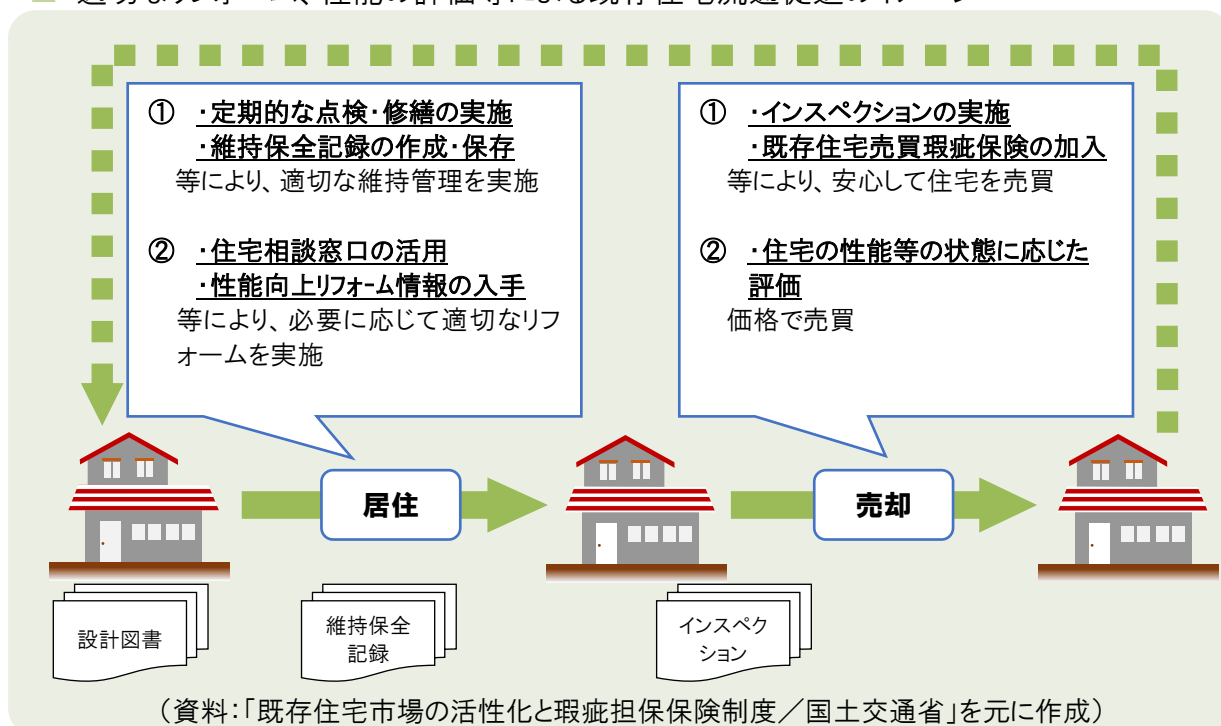 ①　・定期的な点検・修繕の実施
・維持保全記録の作成・保存
等により、適切な維持管理を実施
②　・住宅相談窓口の活用
・性能向上リフォーム情報の入手
等により、必要に応じて適切なリフ
ォームを実施
①　・インスペクションの実施
・既存住宅売買瑕疵保険の加入
等により、安心して住宅を売買
②　・住宅の性能等の状態に応じた
評価
価格で売買
居住
売却
設計図書
維持保全
記録
インスペク
ション
（資料：「既存住宅市場の活性化と瑕疵担保保険制度／国土交通省」を元に作成）